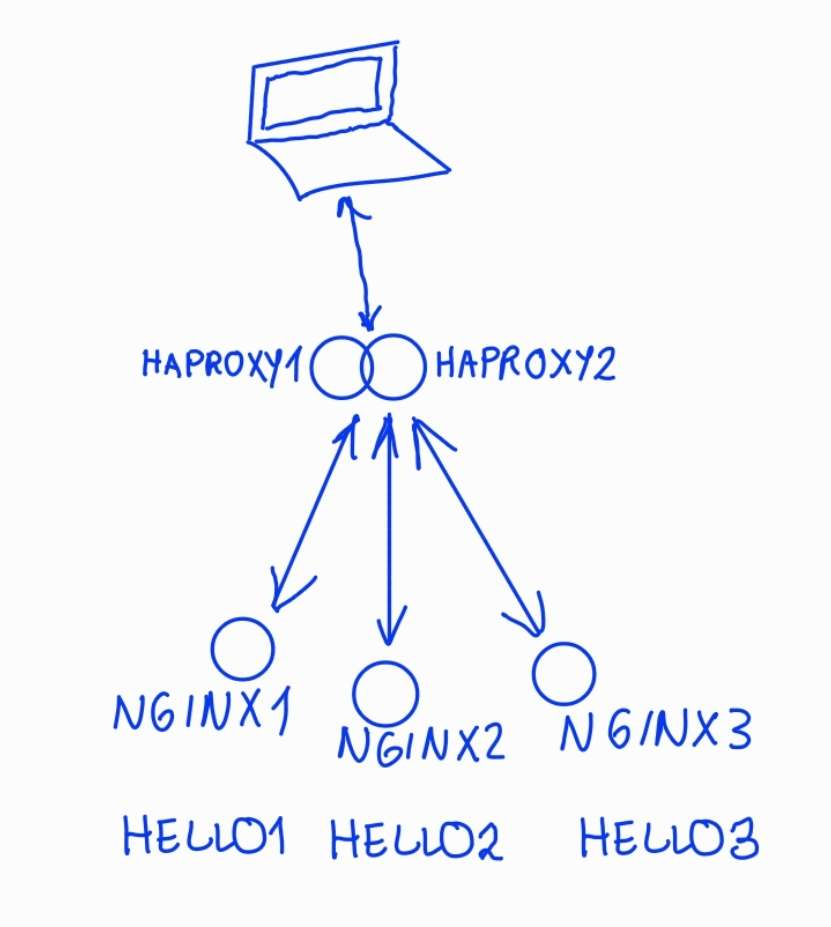 HAPROXY1 HAPROXY2
NGINX1 NGINX2 NGINX3
HELLO1 HELLO2 HELLO3